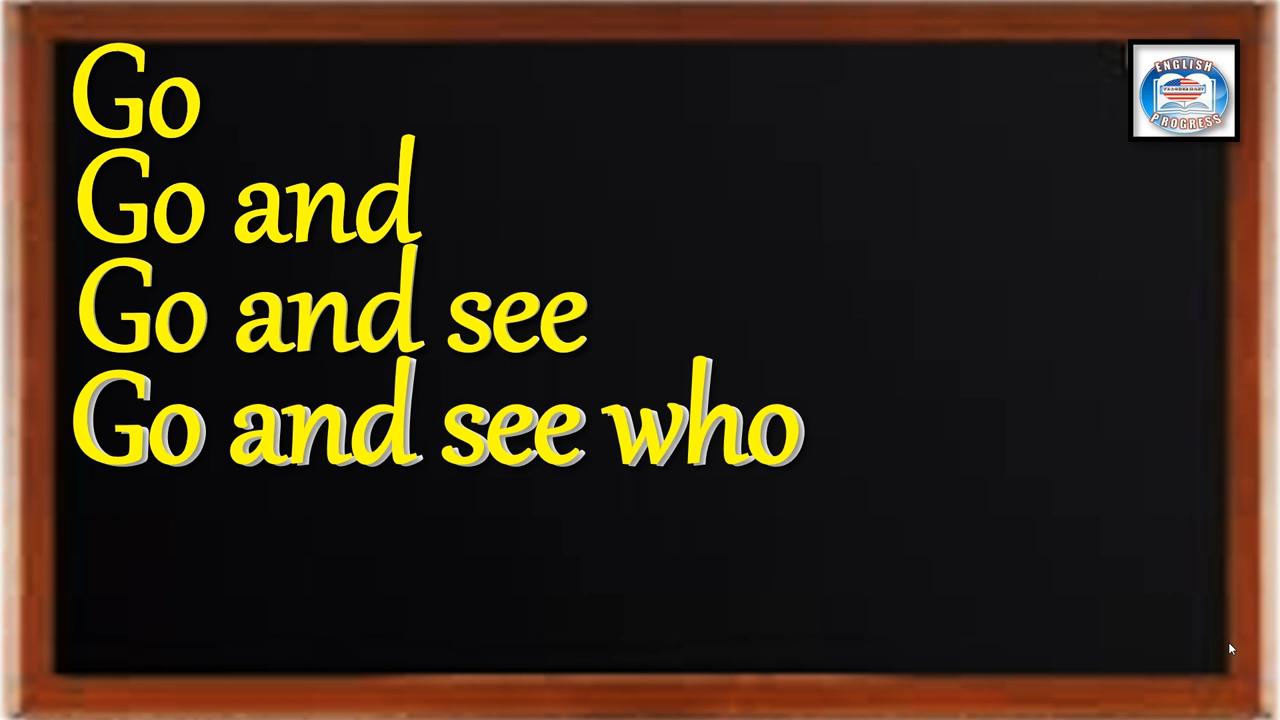 Go
Go and
Go and see
Go and see who
ENGLISH
PROGRESS